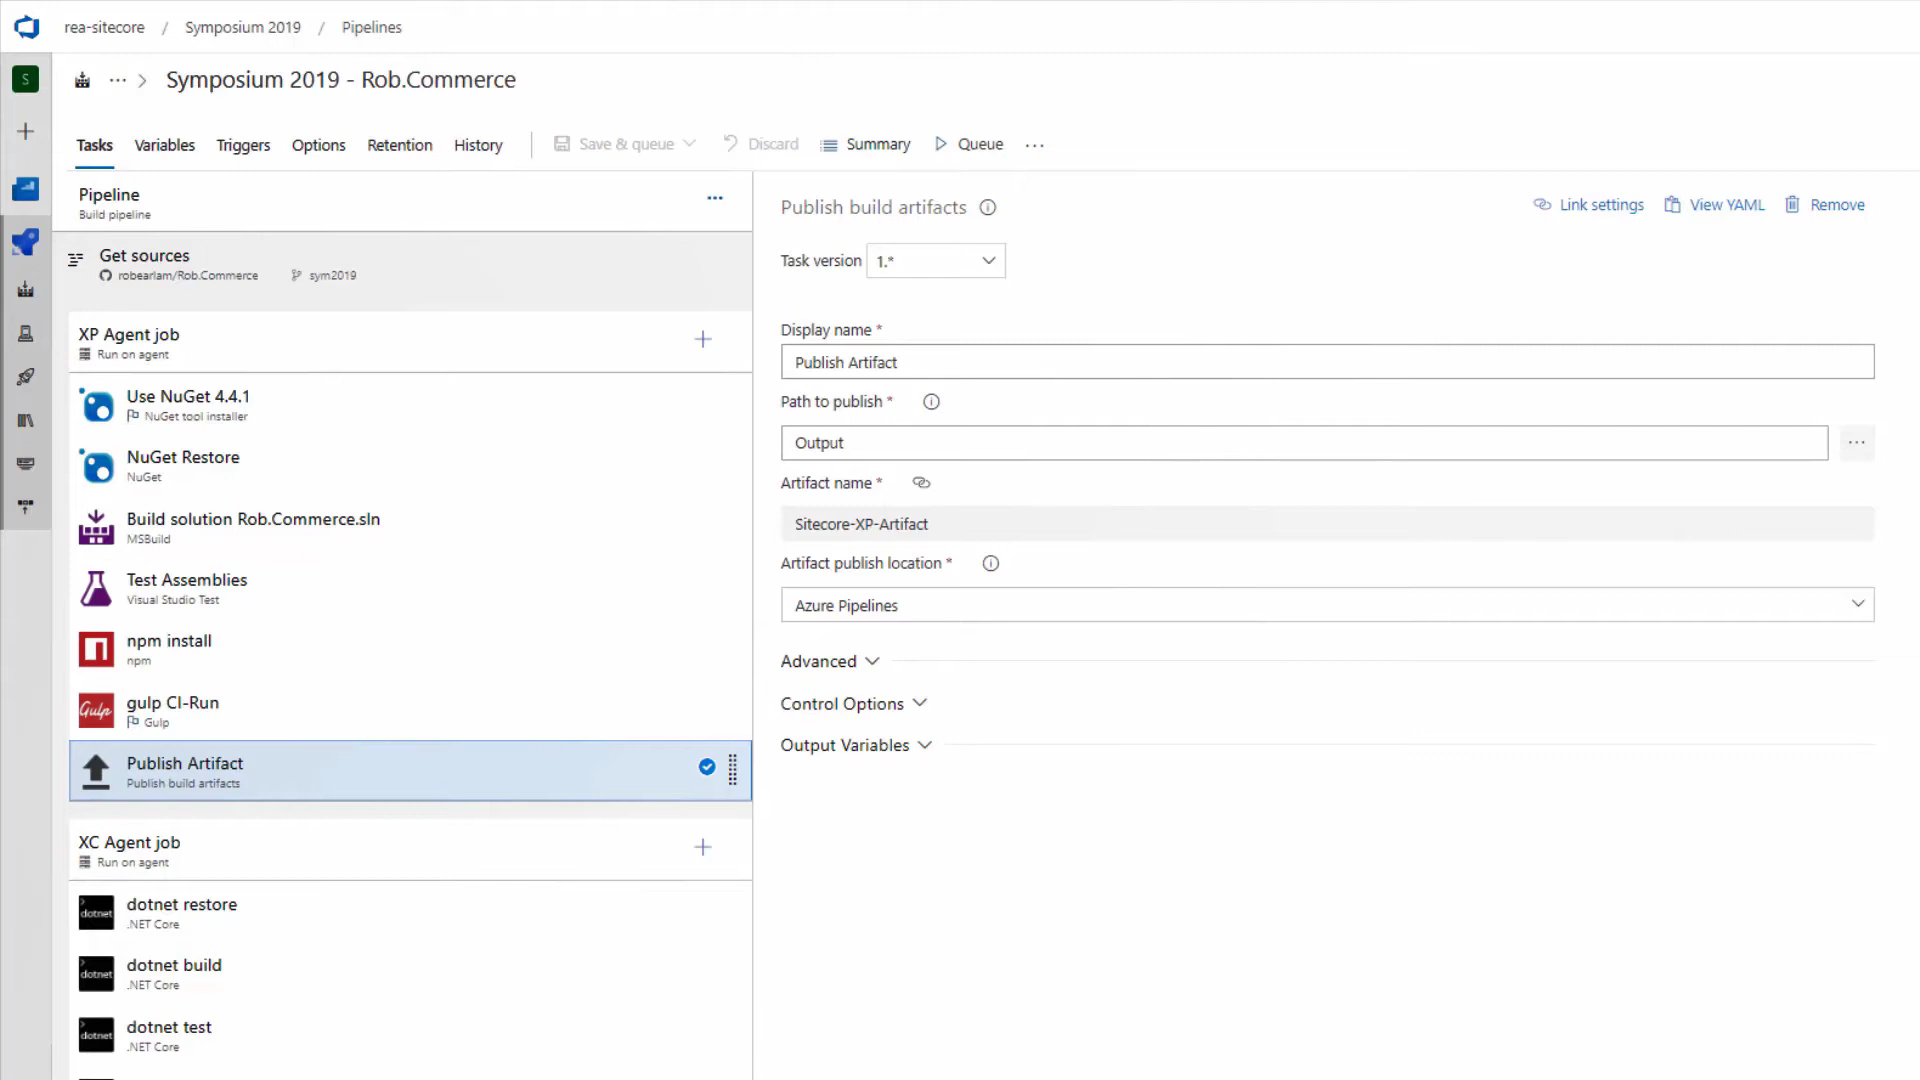 rea-sitecore / Symposium 2019 / Pipelines
S
··· > Symposium 2019 - Rob.Commerce
Tasks Variables Triggers Options Retention History Save & queue Discard Summary Queue ...
Pipeline
Build pipeline
Get sources
robearlam/Rob.Commerce sym2019
XP Agent job
Run on agent
Use NuGet 4.4.1
NuGet tool installer
NuGet Restore
NuGet
Build solution Rob.Commerce.sln
MSBuild
Test Assemblies
Visual Studio Test
npm install
npm
Gulp
gulp CI-Run
Gulp
Publish Artifact
Publish build artifacts
XC Agent job
Run on agent
dotnet
dotnet restore
.NET Core
dotnet
dotnet build
.NET Core
dotnet
dotnet test
.NET Core
Publish build artifacts
Link settings View YAML Remove
Task version 1.*
Display name *
Publish Artifact
Path to publish *
Output
Artifact name *
Sitecore-XP-Artifact
Artifact publish location *
Azure Pipelines
Advanced
Control Options
Output Variables